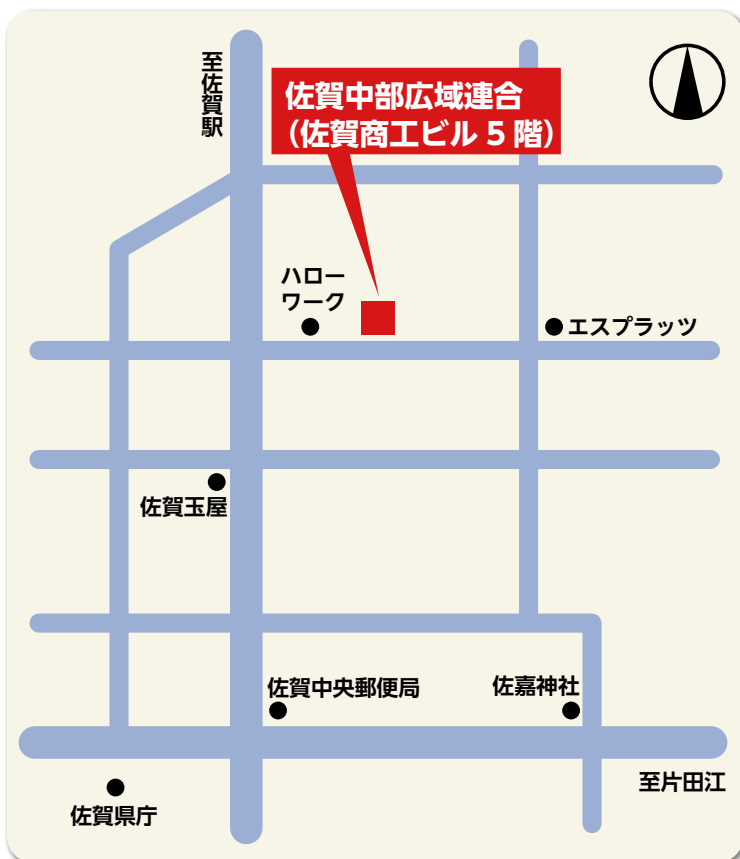 至佐賀駅
佐賀中部広域連合
（佐賀商工ビル5階）
ハロー
ワーク
エスプラッツ
佐賀玉屋
佐賀中央郵便局
佐嘉神社
至片田江
佐賀県庁